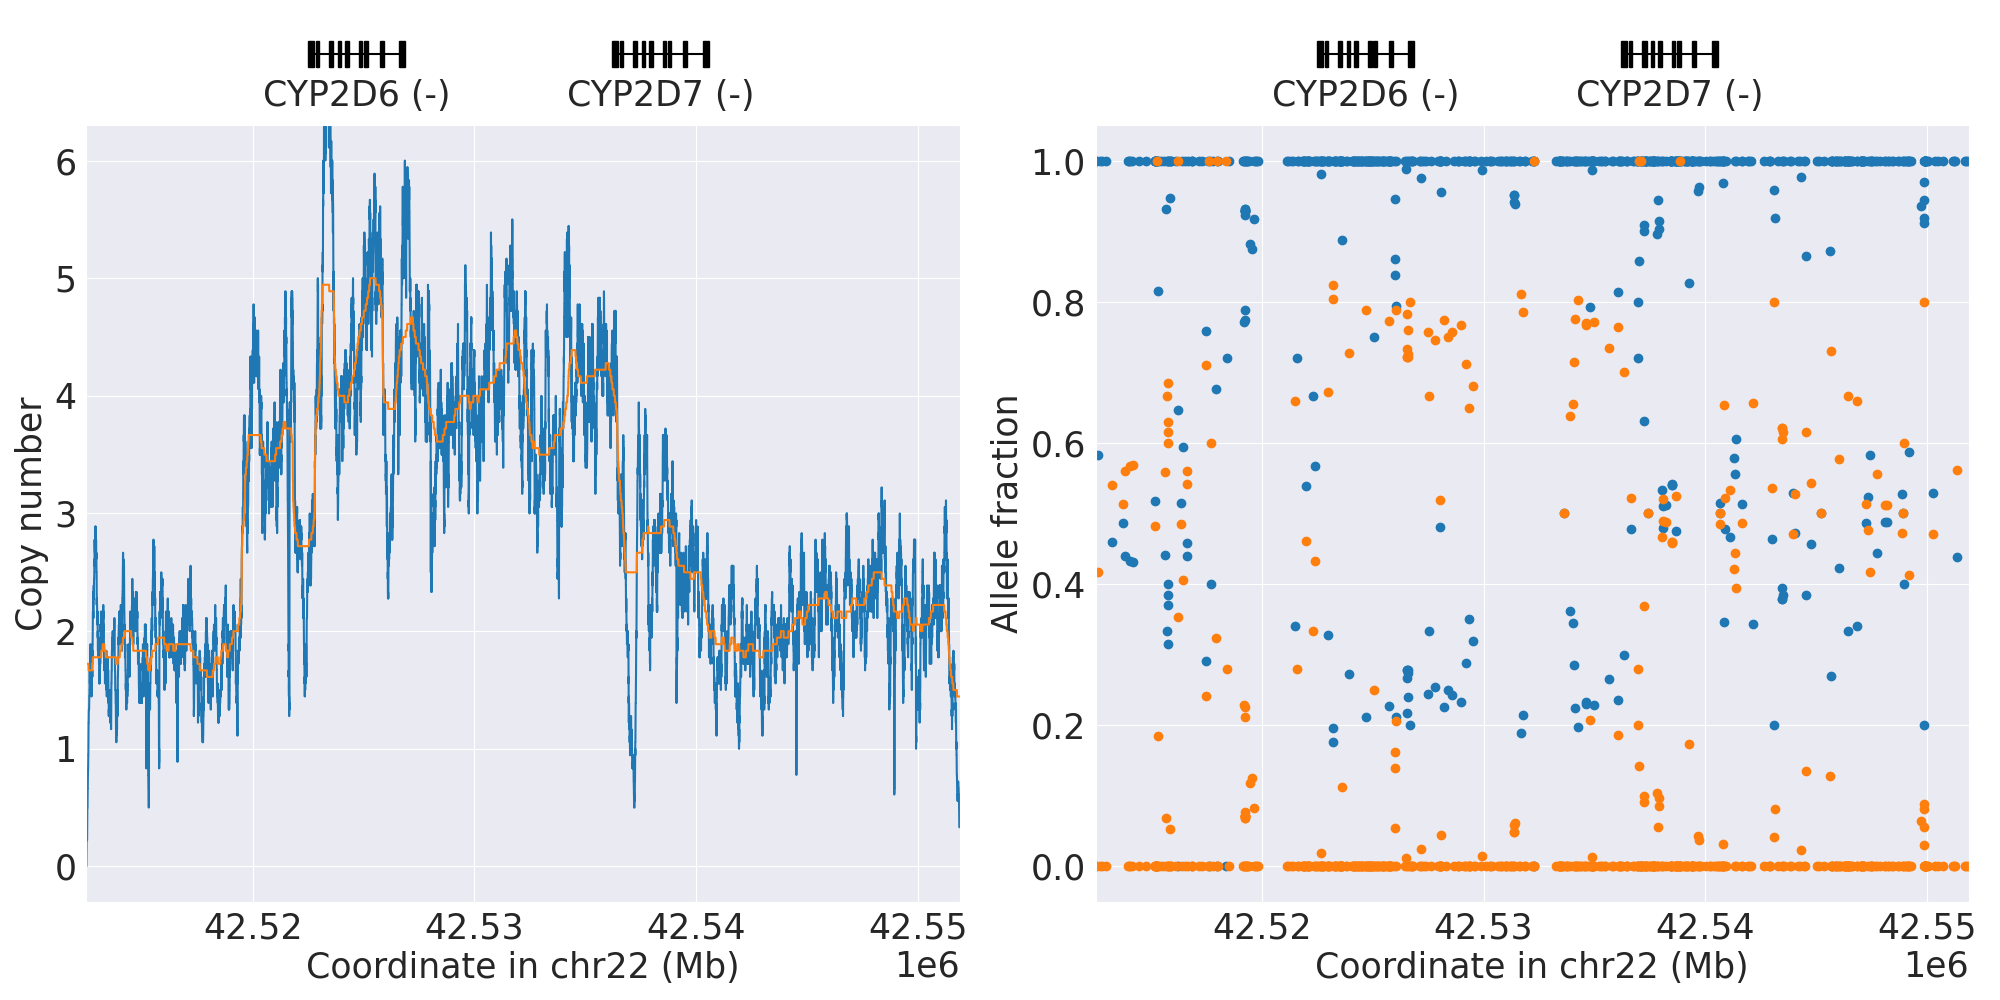 CYP2D6 (-) CYP2D7 (-)
6
5
4
3
2
1
0
Copy number
42.52 42.53 42.54 42.55
Coordinate in chr22 (Mb) 1e6
CYP2D6 (-) CYP2D7 (-)
1.0
0.8
0.6
0.4
0.2
0.0
Allele fraction
42.52 42.53 42.54 42.55
Coordinate in chr22 (Mb) 1e6